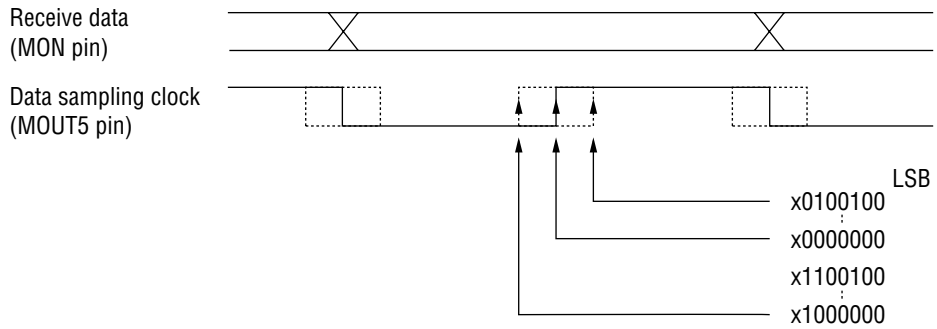 Receive data
(MON pin)
Data sampling clock
(MOUT5 pin)
LSB
x0100100
x0000000
x1100100
x1000000